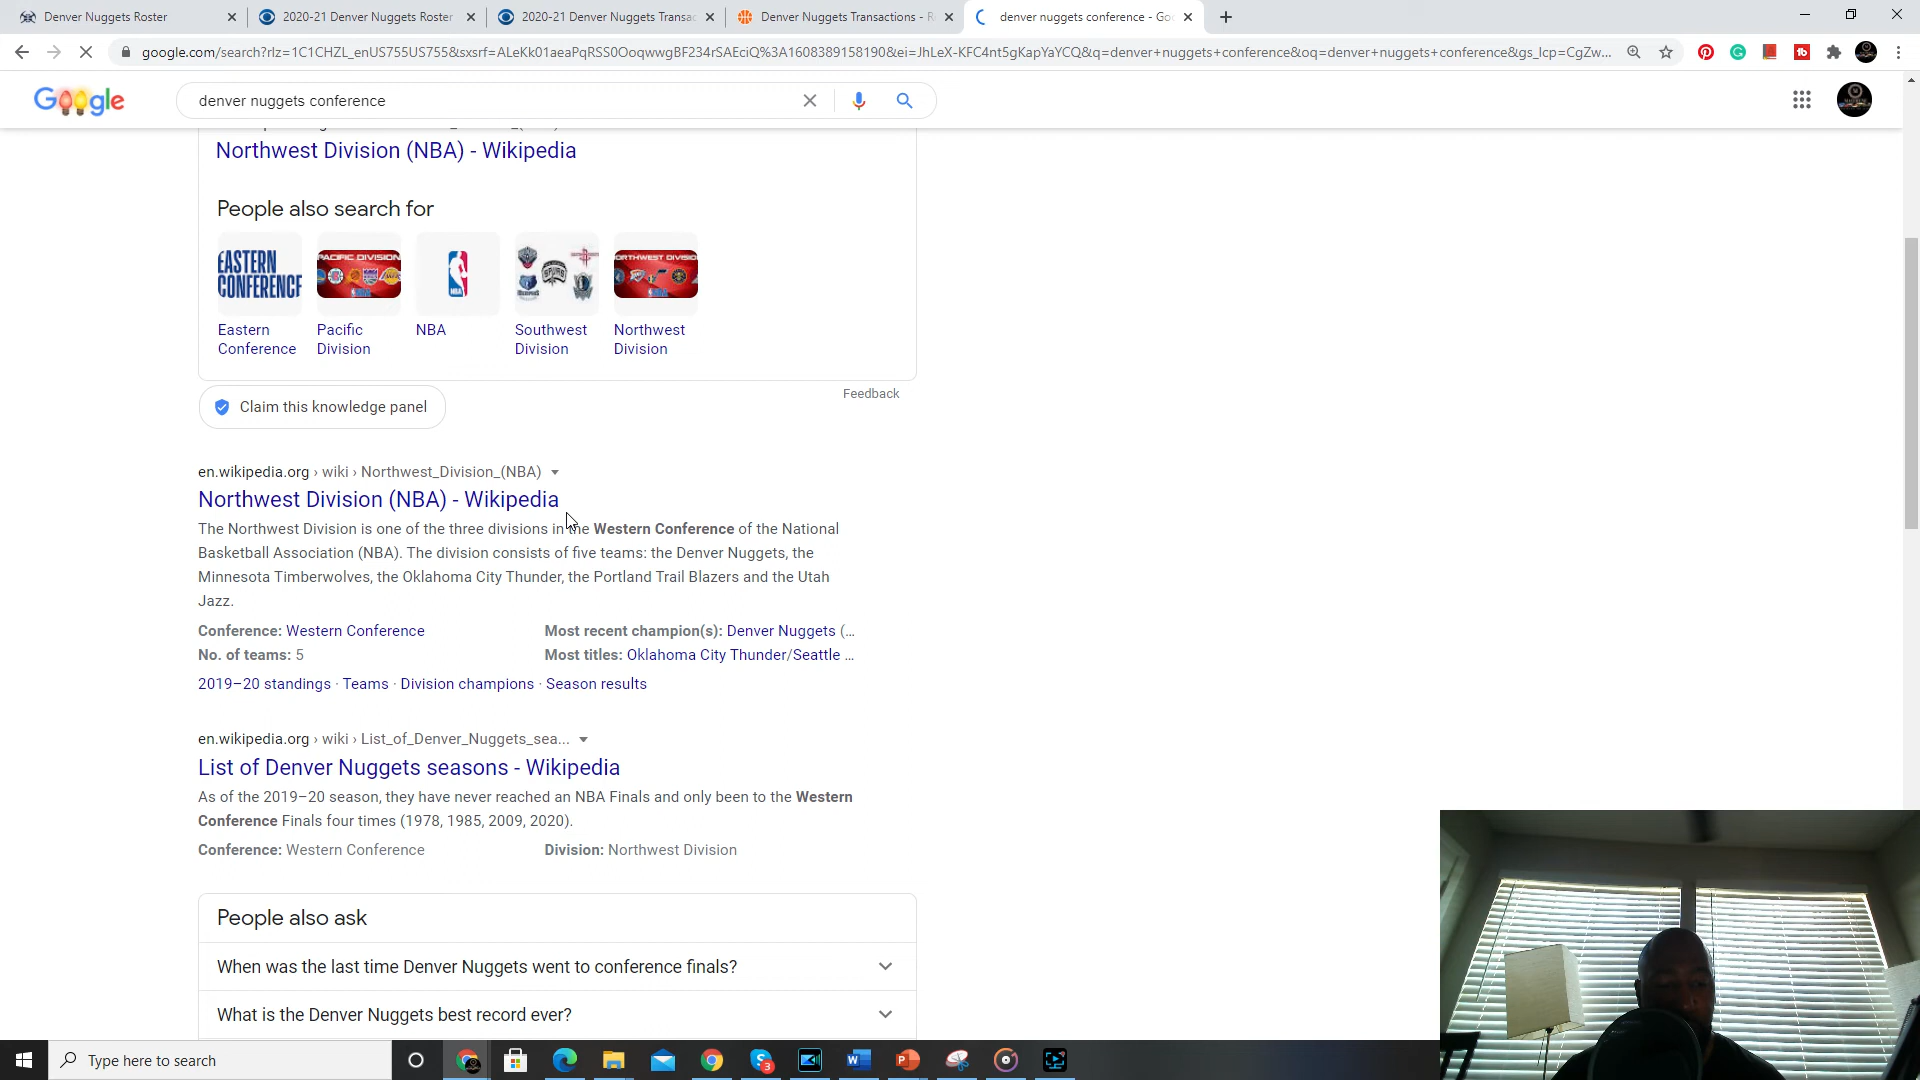 Denver Nuggets Roster
2020-21 Denver Nuggets Roster
2020-21 Denver Nuggets Transac
Denver Nuggets Transactions - R
denver nuggets conference - Goo
google.com/search?rlz=1C1CHZL_enUS755US755&sxsrf=ALeKk01aeaPqRSS0OoqwwgBF234rSAEciQ%3A1608389158190&ei=JhLeX-KFC4nt5gKapYaYCQ&q=denver+nuggets+conference&oq=denver+nuggets+conference&gs_lcp=CgZw...
Google
denver nuggets conference
Northwest Division (NBA) - Wikipedia
People also search for
EASTERN CONFERENCE
PACIFIC DIVISION
NBA
SPURS
NORTHWEST DIVISION
Eastern Conference
Pacific Division
NBA
Southwest Division
Northwest Division
Feedback
Claim this knowledge panel
en.wikipedia.org › wiki › Northwest_Division_(NBA)
Northwest Division (NBA) - Wikipedia
The Northwest Division is one of the three divisions in the Western Conference of the National
Basketball Association (NBA). The division consists of five teams: the Denver Nuggets, the
Minnesota Timberwolves, the Oklahoma City Thunder, the Portland Trail Blazers and the Utah
Jazz.
Conference: Western Conference
Most recent champion(s): Denver Nuggets (...
No. of teams: 5
Most titles: Oklahoma City Thunder/Seattle ...
2019–20 standings · Teams · Division champions · Season results
en.wikipedia.org › wiki › List_of_Denver_Nuggets_sea...
List of Denver Nuggets seasons - Wikipedia
As of the 2019–20 season, they have never reached an NBA Finals and only been to the Western
Conference Finals four times (1978, 1985, 2009, 2020).
Conference: Western Conference
Division: Northwest Division
People also ask
When was the last time Denver Nuggets went to conference finals?
What is the Denver Nuggets best record ever?
Type here to search